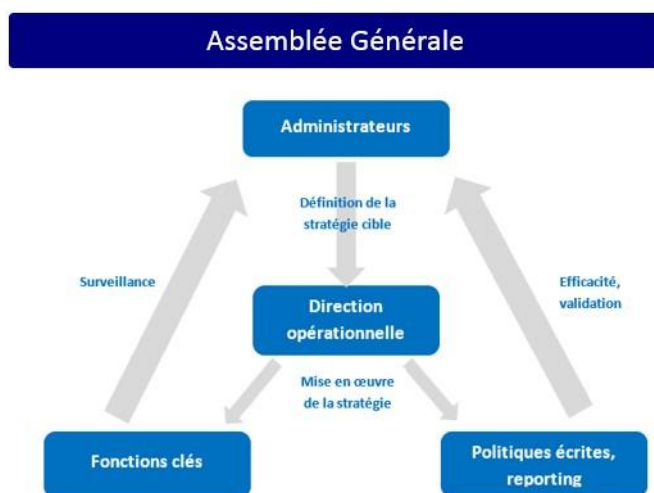 Assemblée Générale
Administrateurs
Définition de la
stratégie cible
Surveillance
Efficacité,
validation
Direction
opérationnelle
Mise en œuvre
de la stratégie
Fonctions clés
Politiques écrites,
reporting